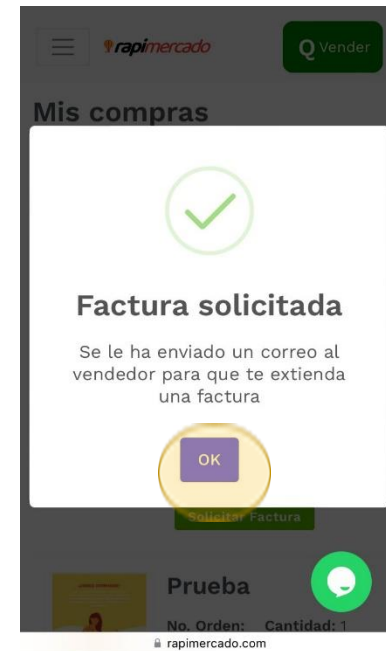 rapimercado
Q Vender
Mis compras
Factura solicitada
Se le ha enviado un correo al
vendedor para que te extienda
una factura
OK
Solicitar Factura
Prueba
No. Orden: Cantidad: 1
rapimercado.com